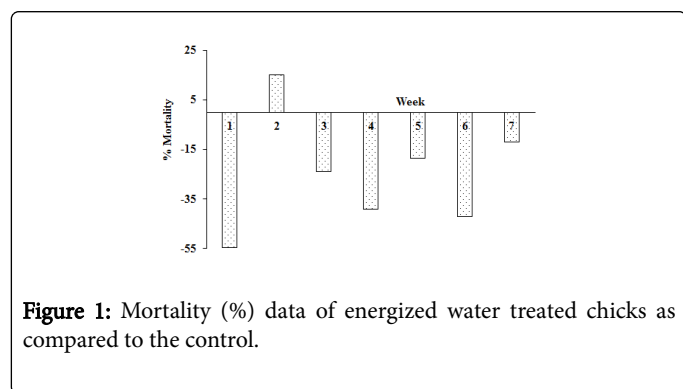 25
5
-15
-35
-55
% Mortality
Week
1 2 3 4 5 6 7
Figure 1: Mortality (%) data of energized water treated chicks as
compared to the control.